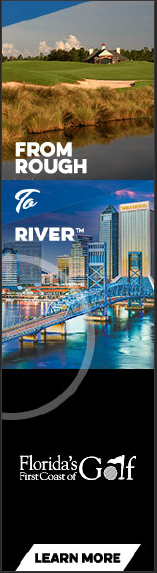 FROM
ROUGH
To
RIVER™
Florida's
First Coast of
Golf
LEARN MORE